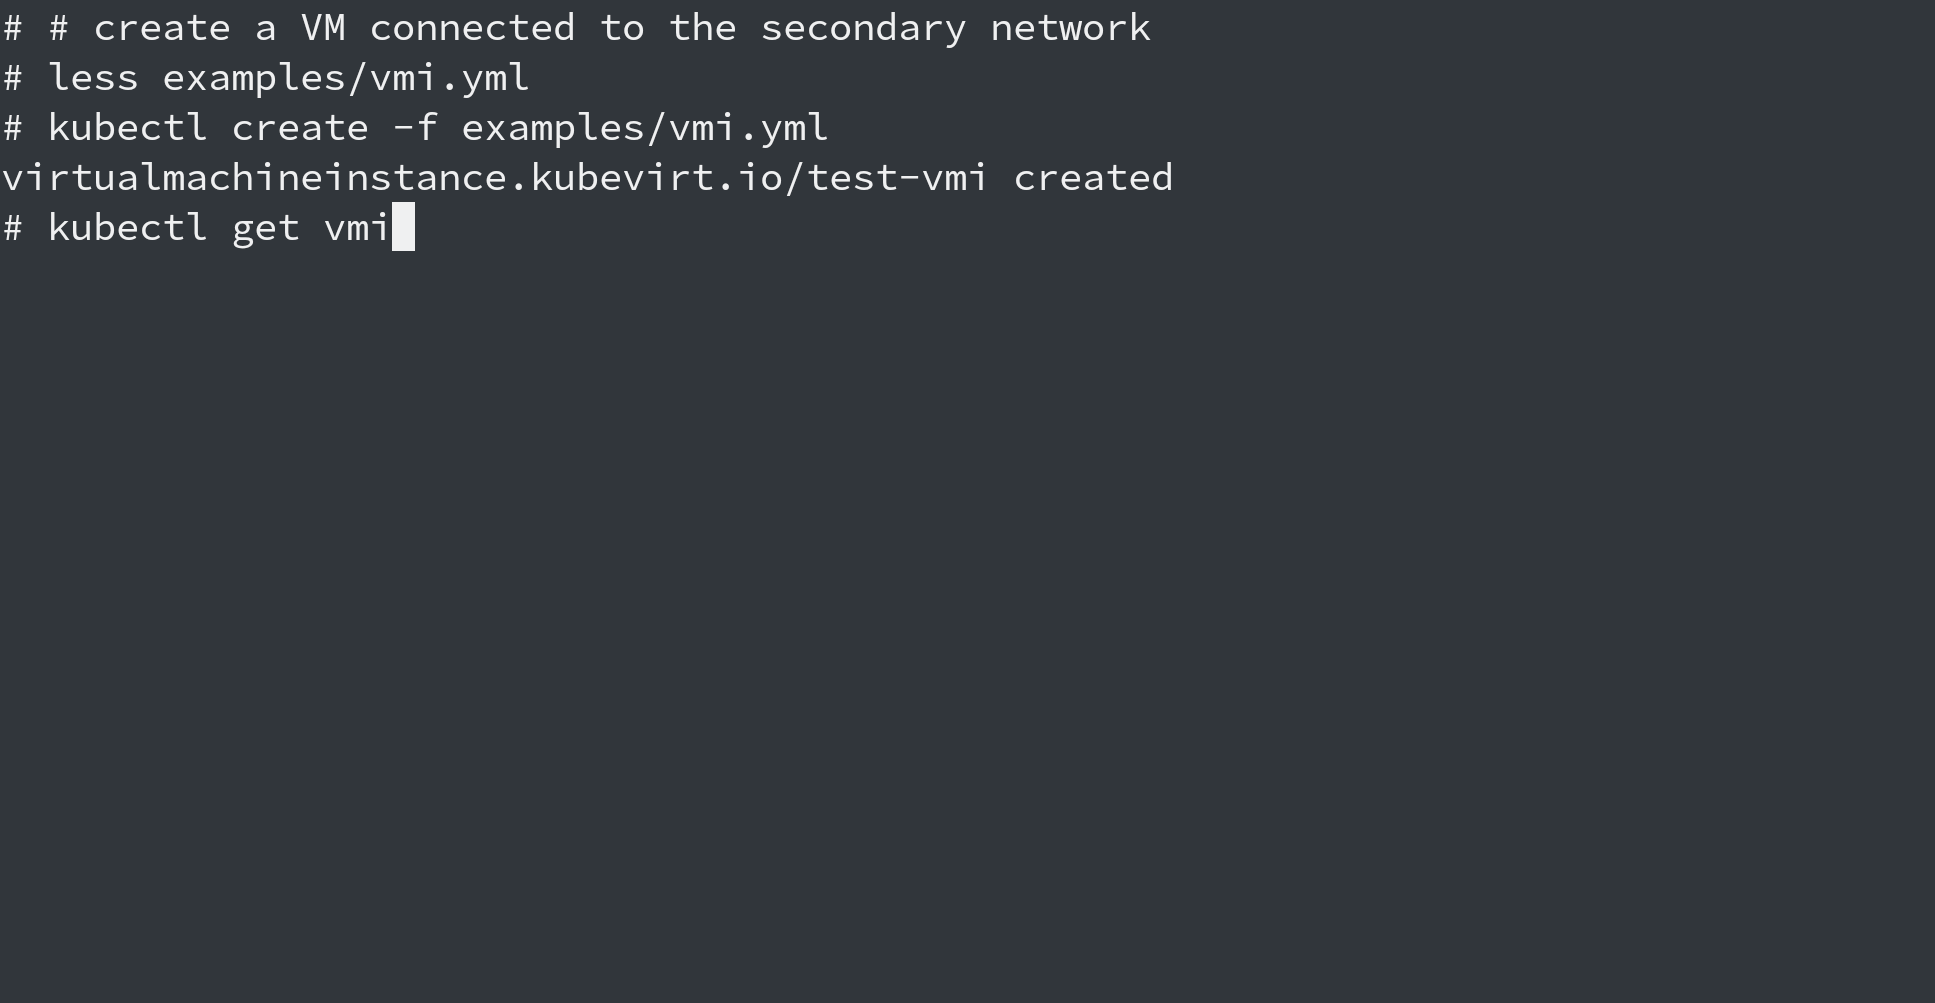 # # create a VM connected to the secondary network
# less examples/vmi.yml
# kubectl create -f examples/vmi.yml
virtualmachineinstance.kubevirt.io/test-vmi created
# kubectl get vmi